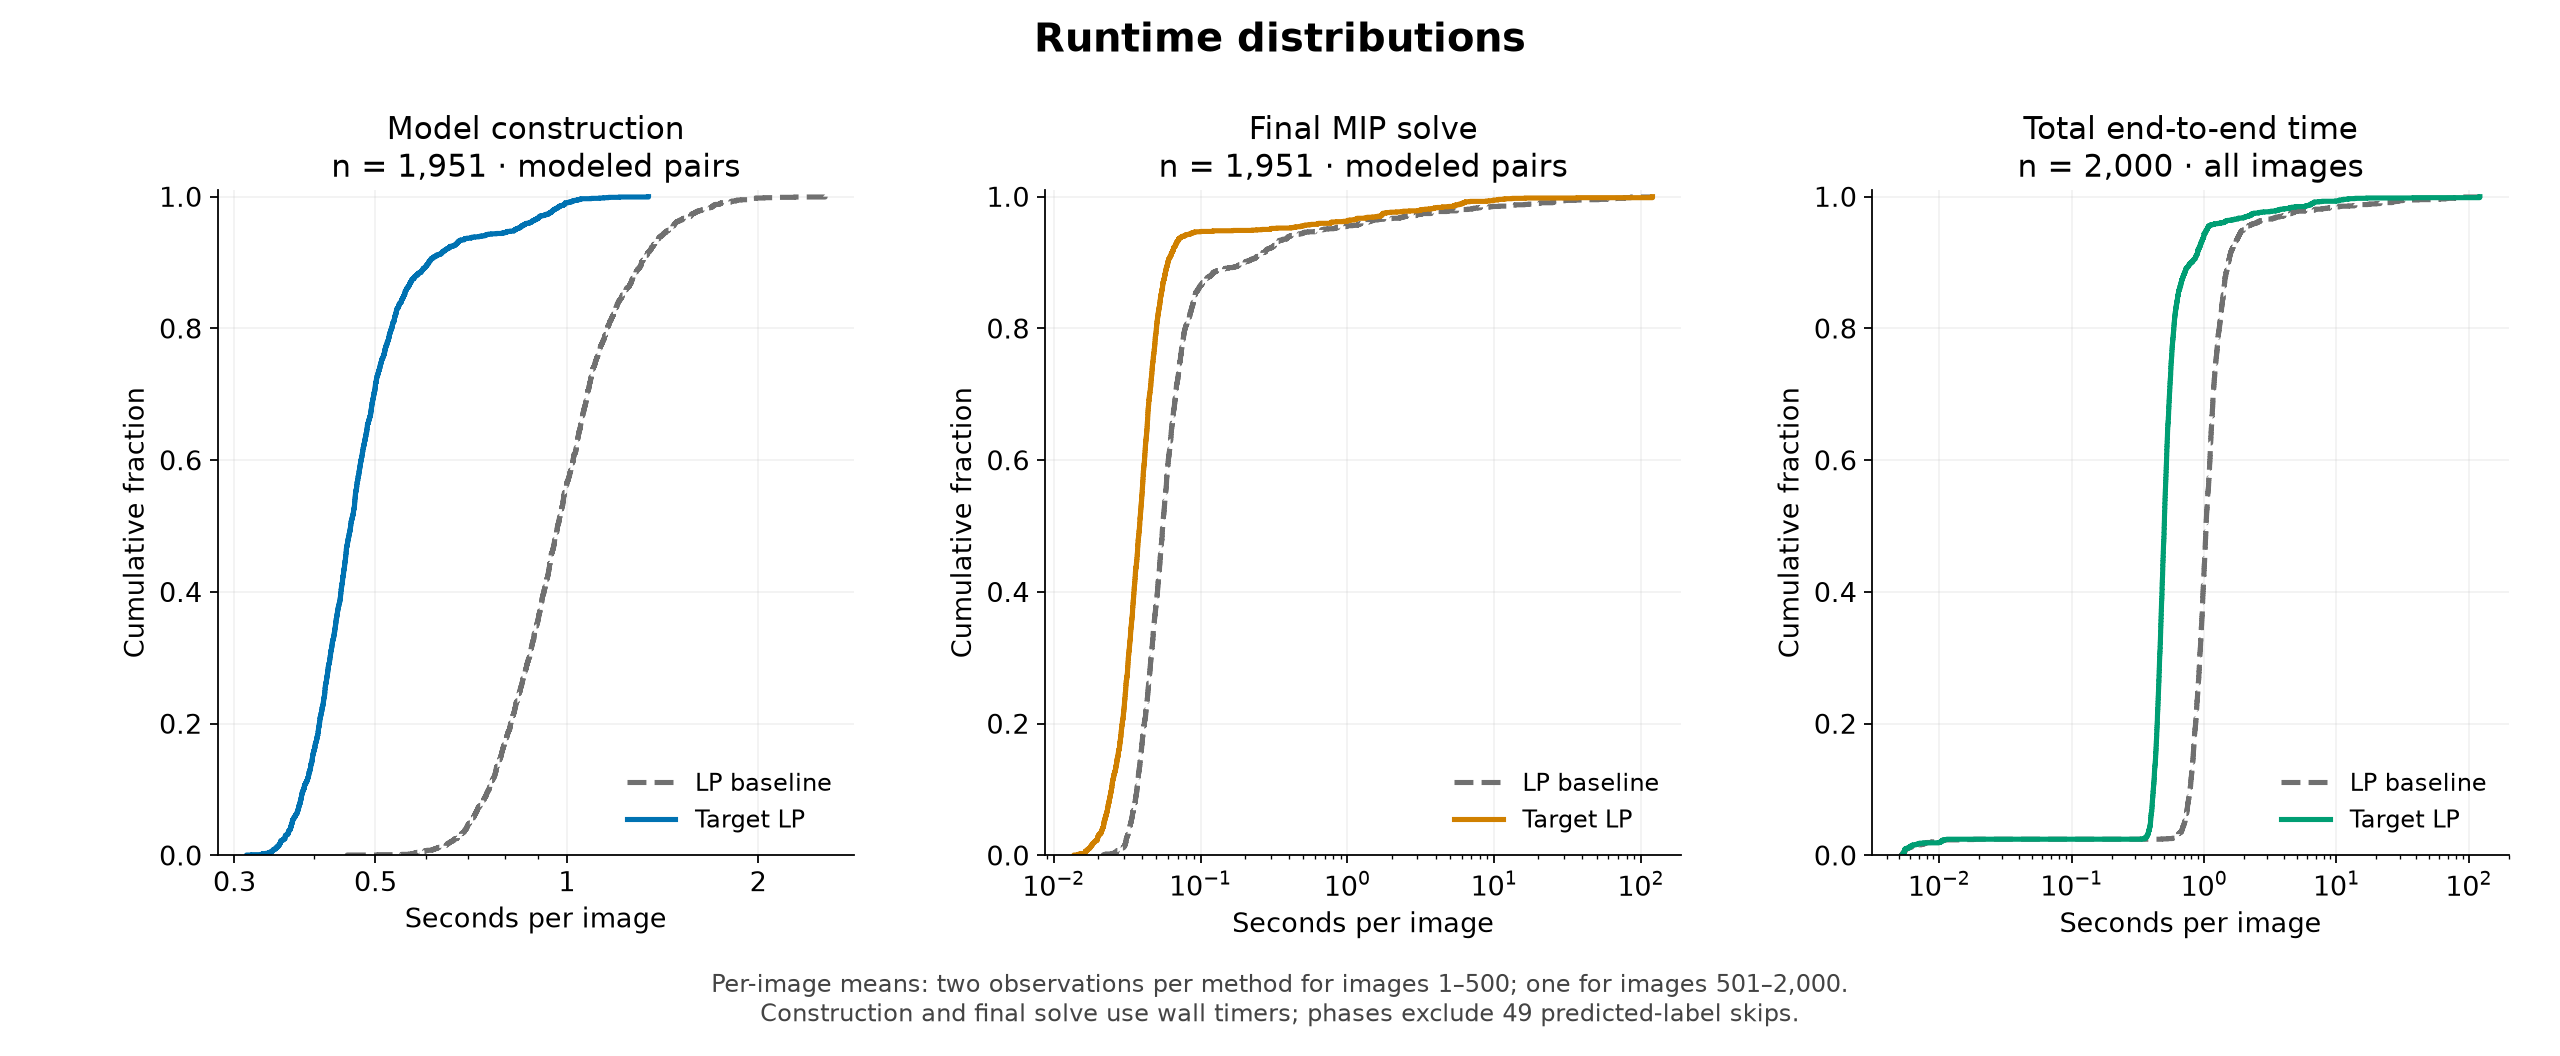 Runtime distributions
Model construction
n = 1,951 · modeled pairs
1.0
0.8
0.6
0.4
0.2
0.0
Cumulative fraction
LP baseline
Target LP
0.3
0.5
1
2
Seconds per image
Final MIP solve
n = 1,951 · modeled pairs
1.0
0.8
0.6
0.4
0.2
0.0
Cumulative fraction
LP baseline
Target LP
10⁻²
10⁻¹
10⁰
10¹
10²
Seconds per image
Total end-to-end time
n = 2,000 · all images
1.0
0.8
0.6
0.4
0.2
0.0
Cumulative fraction
LP baseline
Target LP
10⁻²
10⁻¹
10⁰
10¹
10²
Seconds per image
Per-image means: two observations per method for images 1–500; one for images 501–2,000.
Construction and final solve use wall timers; phases exclude 49 predicted-label skips.